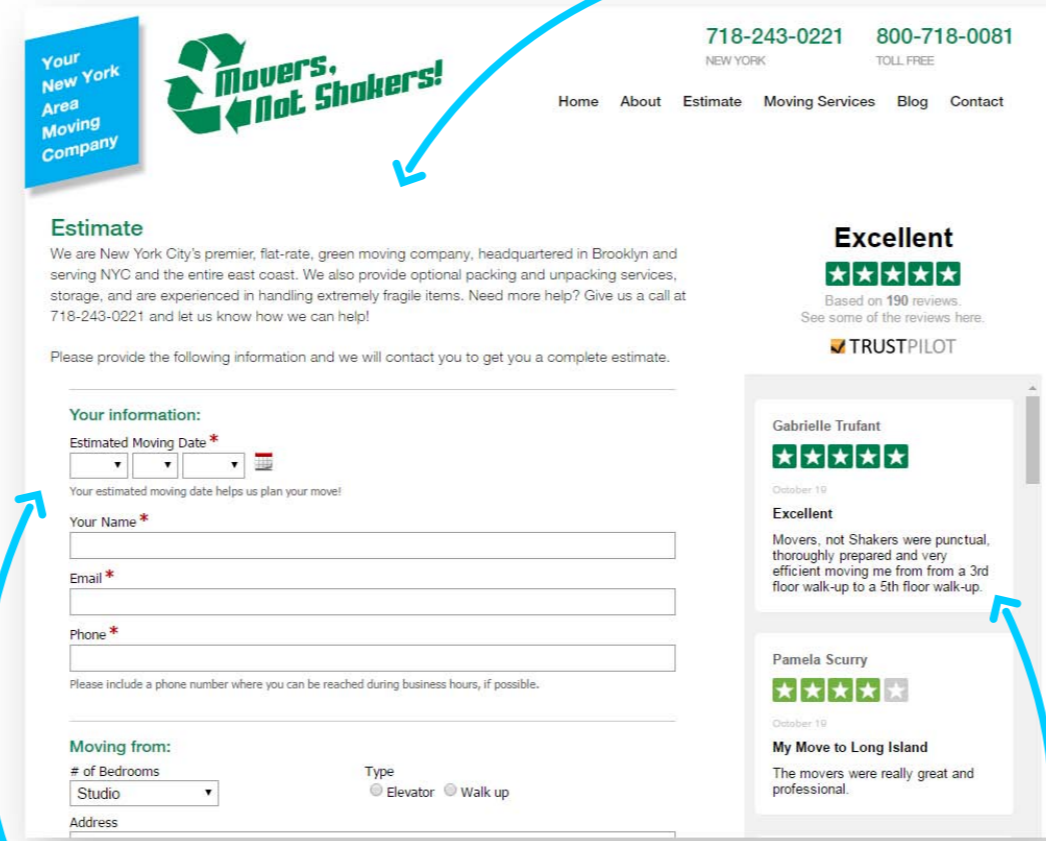 Your
New York
Area
Moving
Company
Movers,
Not Shakers!
718-243-0221
NEW YORK
800-718-0081
TOLL FREE
Home About Estimate Moving Services Blog Contact
Estimate
We are New York City's premier, flat-rate, green moving company, headquartered in Brooklyn and
serving NYC and the entire east coast. We also provide optional packing and unpacking services,
storage, and are experienced in handling extremely fragile items. Need more help? Give us a call at
718-243-0221 and let us know how we can help!
Please provide the following information and we will contact you to get you a complete estimate.
Your information:
Estimated Moving Date *
Your estimated moving date helps us plan your move!
Your Name *
Email *
Phone *
Please include a phone number where you can be reached during business hours, if possible.
Moving from:
# of Bedrooms
Studio
Type
Elevator Walk up
Address
Excellent
Based on 190 reviews.
See some of the reviews here.
TRUSTPILOT
Gabrielle Trufant
October 19
Excellent
Movers, not Shakers were punctual,
thoroughly prepared and very
efficient moving me from from a 3rd
floor walk-up to a 5th floor walk-up.
Pamela Scurry
October 19
My Move to Long Island
The movers were really great and
professional.